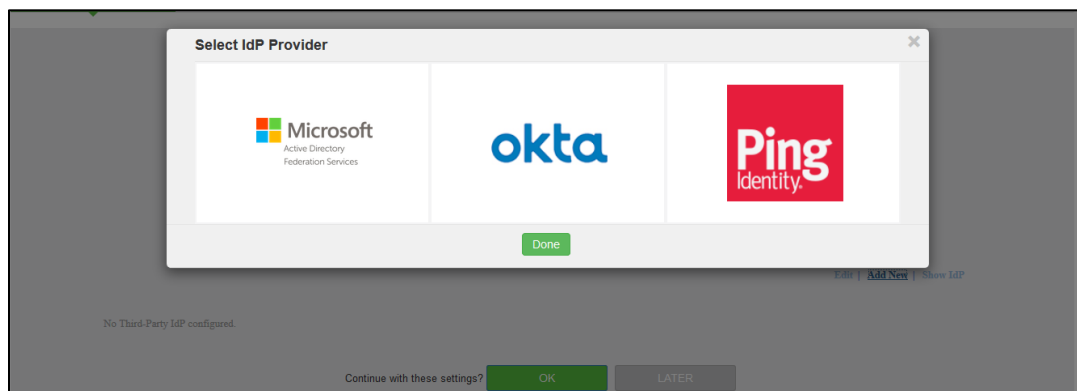 Select IdP Provider
×
Microsoft
Active Directory
Federation Services
okta
Ping
Identity.
Done
Edit | Add New | Show IdP
No Third-Party IdP configured.
Continue with these settings? OK LATER